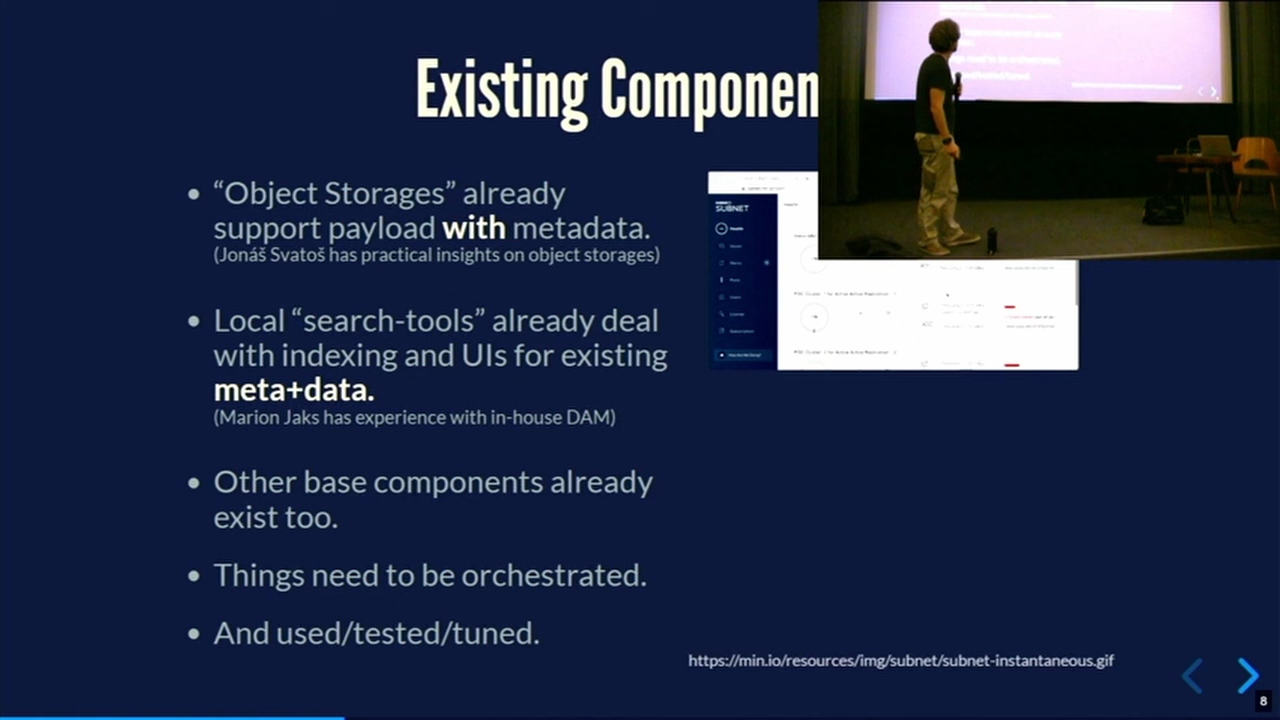 Existing Componen
“Object Storages” already
support payload with metadata.
(Jonáš Svatoš has practical insights on object storages)
Local “search-tools” already deal
with indexing and UIs for existing
meta+data.
(Marion Jaks has experience with in-house DAM)
Other base components already
exist too.
Things need to be orchestrated.
And used/tested/tuned.
SUBNET
Health
https://min.io/resources/img/subnet/subnet-instantaneous.gif
8